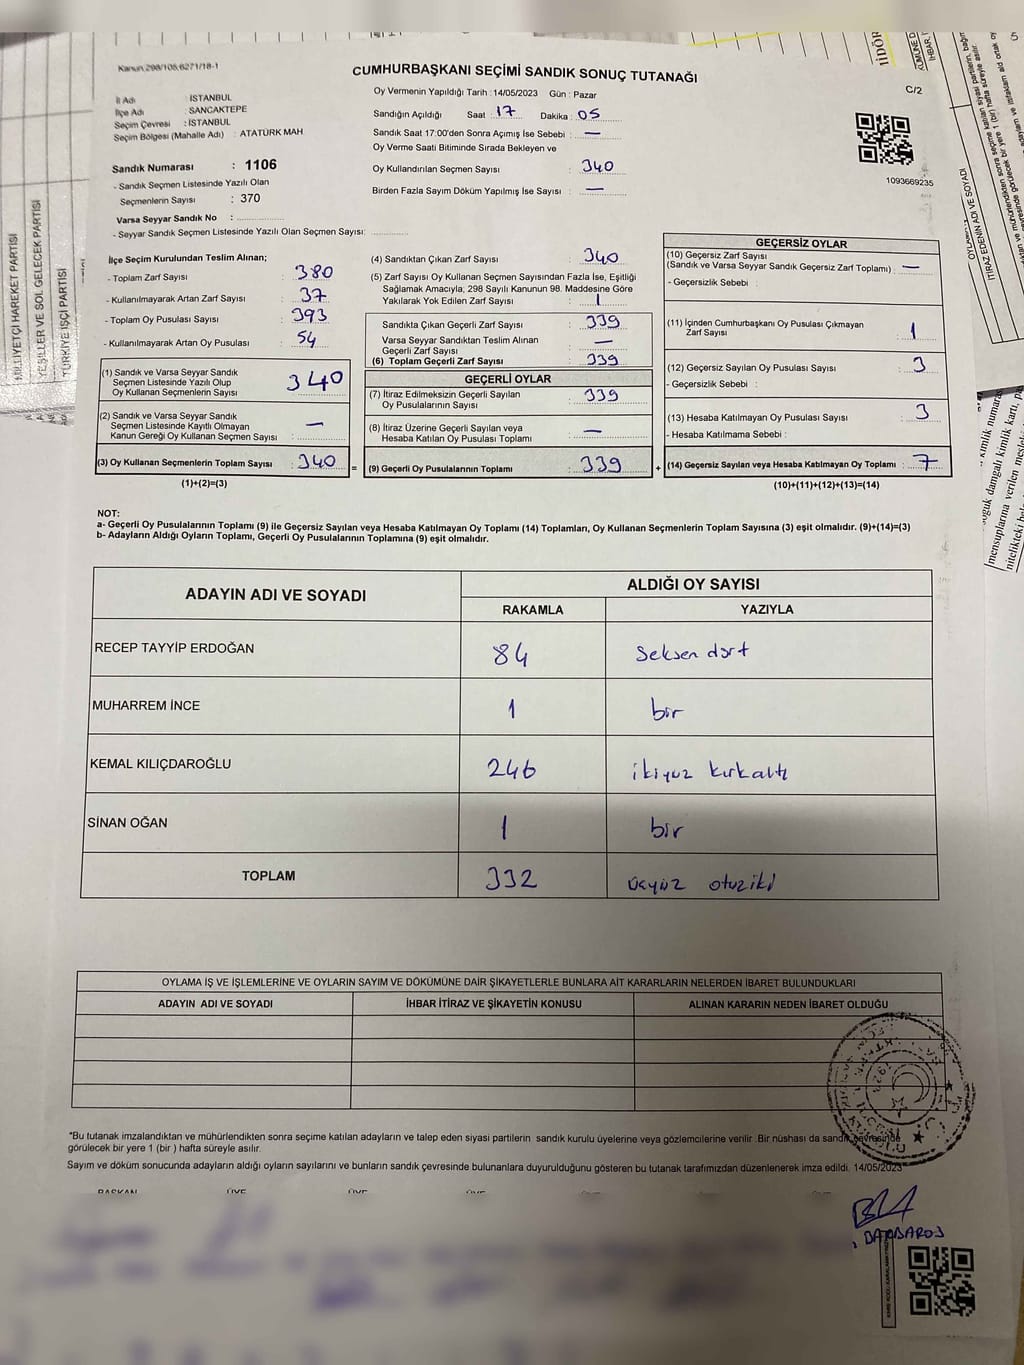 Kanun:298/105,6271/18-1
CUMHURBAŞKANI SEÇİMİ SANDIK SONUÇ TUTANAĞI
C/2
İl Adı : İSTANBUL
İlçe Adı : SANCAKTEPE
Seçim Çevresi : İSTANBUL
Seçim Bölgesi (Mahalle Adı) : ATATÜRK MAH
Sandık Numarası : 1106
- Sandık Seçmen Listesinde Yazılı Olan
Seçmenlerin Sayısı : 370
Varsa Seyyar Sandık No :
- Seyyar Sandık Seçmen Listesinde Yazılı Olan Seçmen Sayısı:
Oy Vermenin Yapıldığı Tarih : 14/05/2023 Gün : Pazar
Sandığın Açıldığı Saat : 17 Dakika : 05
Sandık Saat 17:00'den Sonra Açımış İse Sebebi : —
Oy Verme Saati Bitiminde Sırada Bekleyen ve
Oy Kullandırılan Seçmen Sayısı : 340
Birden Fazla Sayım Döküm Yapılmış İse Sayısı : —
1093669235
İlçe Seçim Kurulundan Teslim Alınan;
- Toplam Zarf Sayısı : 380
- Kullanılmayarak Artan Zarf Sayısı : 37
- Toplam Oy Pusulası Sayısı : 393
- Kullanılmayarak Artan Oy Pusulası : 54
(1) Sandık ve Varsa Seyyar Sandık
Seçmen Listesinde Yazılı Olup
Oy Kullanan Seçmenlerin Sayısı : 340
(2) Sandık ve Varsa Seyyar Sandık
Seçmen Listesinde Kayıtlı Olmayan
Kanun Gereği Oy Kullanan Seçmen Sayısı : —
(3) Oy Kullanan Seçmenlerin Toplam Sayısı : 340
(1)+(2)=(3)
=
(4) Sandıktan Çıkan Zarf Sayısı : 340
(5) Zarf Sayısı Oy Kullanan Seçmen Sayısından Fazla İse, Eşitliği
Sağlamak Amacıyla, 298 Sayılı Kanunun 98. Maddesine Göre
Yakılarak Yok Edilen Zarf Sayısı : 1
Sandıkta Çıkan Geçerli Zarf Sayısı : 339
Varsa Seyyar Sandıktan Teslim Alınan
Geçerli Zarf Sayısı : —
(6) Toplam Geçerli Zarf Sayısı : 339
GEÇERLİ OYLAR
(7) İtiraz Edilmeksizin Geçerli Sayılan
Oy Pusulalarının Sayısı : 339
(8) İtiraz Üzerine Geçerli Sayılan veya
Hesaba Katılan Oy Pusulası Toplamı : —
(9) Geçerli Oy Pusulalarının Toplamı : 339
+
GEÇERSİZ OYLAR
(10) Geçersiz Zarf Sayısı
(Sandık ve Varsa Seyyar Sandık Geçersiz Zarf Toplamı) : —
- Geçersizlik Sebebi :
(11) İçinden Cumhurbaşkanı Oy Pusulası Çıkmayan
Zarf Sayısı : 1
(12) Geçersiz Sayılan Oy Pusulası Sayısı : 3
- Geçersizlik Sebebi :
(13) Hesaba Katılmayan Oy Pusulası Sayısı : 3
- Hesaba Katılmama Sebebi :
(14) Geçersiz Sayılan veya Hesaba Katılmayan Oy Toplamı : 7
(10)+(11)+(12)+(13)=(14)
NOT:
a- Geçerli Oy Pusulalarının Toplamı (9) ile Geçersiz Sayılan veya Hesaba Katılmayan Oy Toplamı (14) Toplamları, Oy Kullanan Seçmenlerin Toplam Sayısına (3) eşit olmalıdır. (9)+(14)=(3)
b- Adayların Aldığı Oyların Toplamı, Geçerli Oy Pusulalarının Toplamına (9) eşit olmalıdır.
ADAYIN ADI VE SOYADI
ALDIĞI OY SAYISI
RAKAMLA YAZIYLA
RECEP TAYYİP ERDOĞAN 84 Seksen dört
MUHARREM İNCE 1 bir
KEMAL KILIÇDAROĞLU 246 ikiyüz kırkaltı
SİNAN OĞAN 1 bir
TOPLAM 332 üçyüz otuziki
OYLAMA İŞ VE İŞLEMLERİNE VE OYLARIN SAYIM VE DÖKÜMÜNE DAİR ŞİKAYETLERLE BUNLARA AİT KARARLARIN NELERDEN İBARET BULUNDUKLARI
ADAYIN ADI VE SOYADI İHBAR İTİRAZ VE ŞİKAYETİN KONUSU ALINAN KARARIN NEDEN İBARET OLDUĞU
*Bu tutanak imzalandıktan ve mühürlendikten sonra seçime katılan adayların ve talep eden siyasi partilerin sandık kurulu üyelerine veya gözlemcilerine verilir. Bir nüshası da sandık çevresinde
görülecek bir yere 1 (bir ) hafta süreyle asılır.
Sayım ve döküm sonucunda adayların aldığı oyların sayılarını ve bunların sandık çevresinde bulunanlara duyurulduğunu gösteren bu tutanak tarafımızdan düzenlenerek imza edildi. 14/05/2023
BAŞKAN ÜYE ÜYE ÜYE
BARBAROS
MİLLİYETÇİ HAREKET PARTİSİ
YEŞİLLER VE SOL GELECEK PARTİSİ
TÜRKİYE İŞÇİ PARTİSİ
İTİRAZ EDENİN ADI VE SOYADI